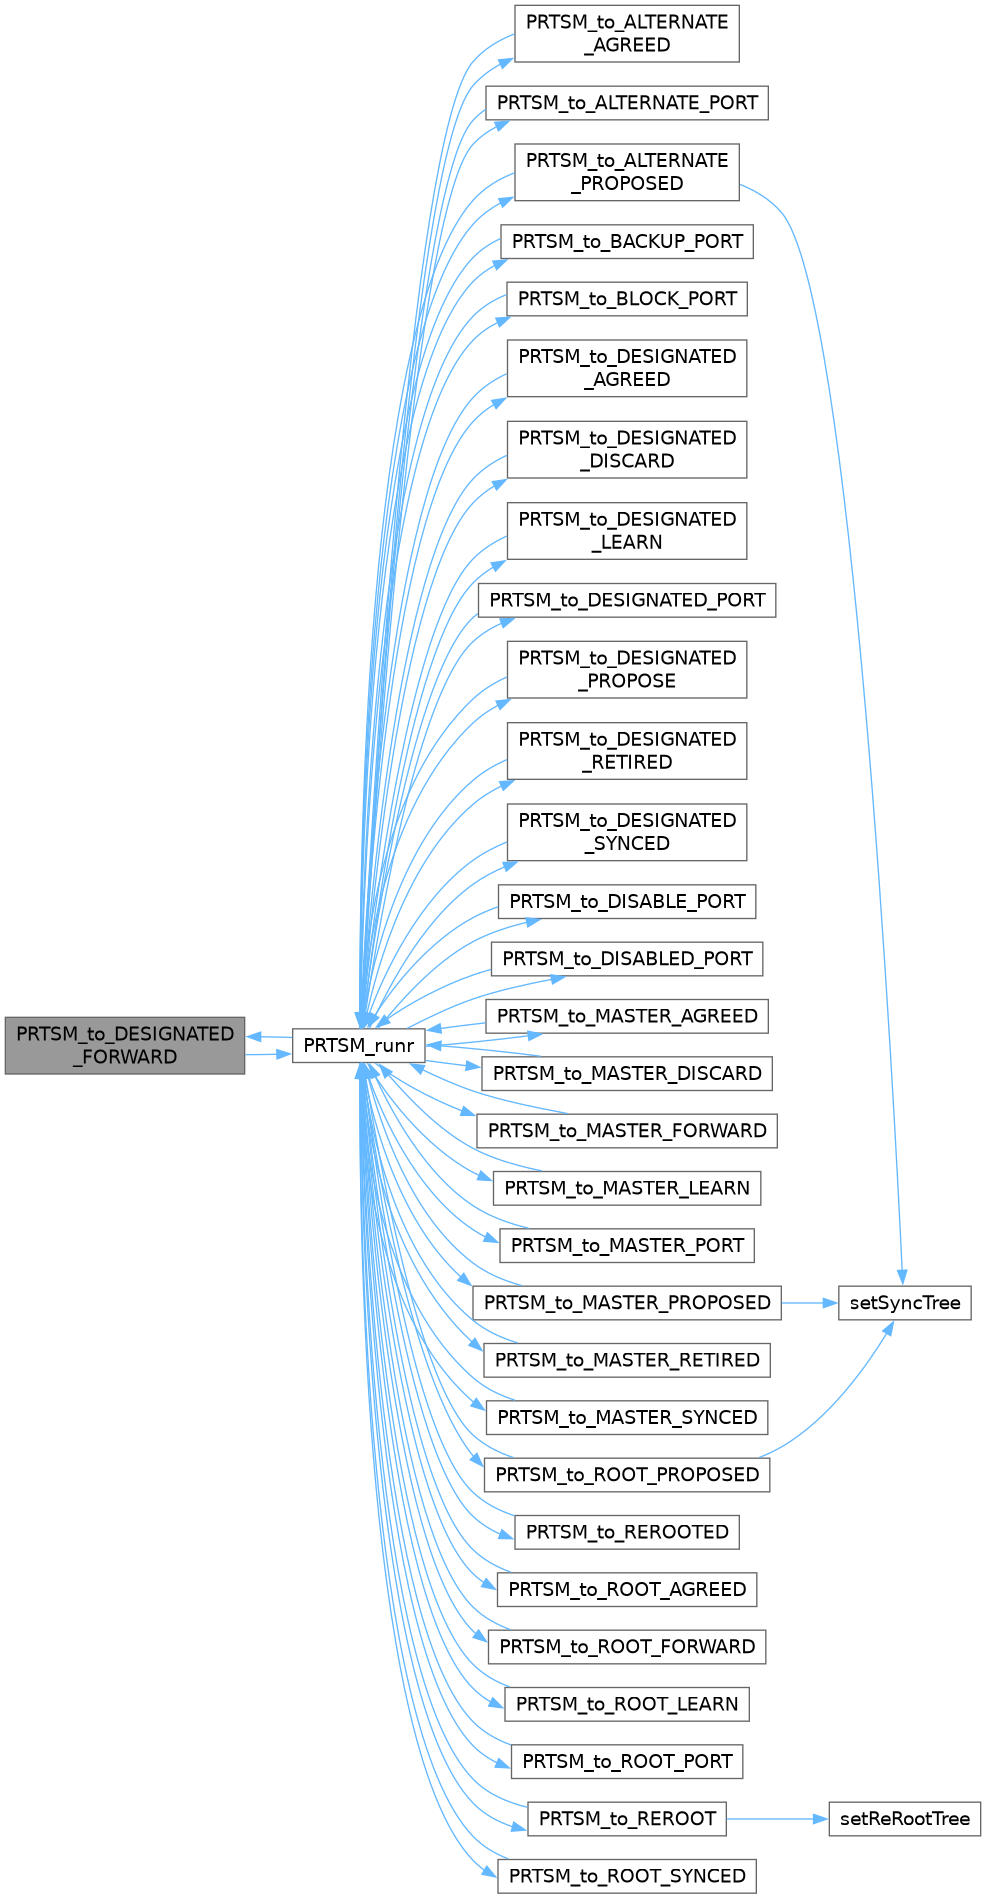 PRTSM_to_ALTERNATE
_AGREED
PRTSM_to_ALTERNATE_PORT
PRTSM_to_ALTERNATE
_PROPOSED
PRTSM_to_BACKUP_PORT
PRTSM_to_BLOCK_PORT
PRTSM_to_DESIGNATED
_AGREED
PRTSM_to_DESIGNATED
_DISCARD
PRTSM_to_DESIGNATED
_LEARN
PRTSM_to_DESIGNATED_PORT
PRTSM_to_DESIGNATED
_PROPOSE
PRTSM_to_DESIGNATED
_RETIRED
PRTSM_to_DESIGNATED
_SYNCED
PRTSM_to_DISABLE_PORT
PRTSM_to_DISABLED_PORT
PRTSM_to_DESIGNATED
_FORWARD
PRTSM_runr
PRTSM_to_MASTER_AGREED
PRTSM_to_MASTER_DISCARD
PRTSM_to_MASTER_FORWARD
PRTSM_to_MASTER_LEARN
PRTSM_to_MASTER_PORT
PRTSM_to_MASTER_PROPOSED
setSyncTree
PRTSM_to_MASTER_RETIRED
PRTSM_to_MASTER_SYNCED
PRTSM_to_ROOT_PROPOSED
PRTSM_to_REROOTED
PRTSM_to_ROOT_AGREED
PRTSM_to_ROOT_FORWARD
PRTSM_to_ROOT_LEARN
PRTSM_to_ROOT_PORT
PRTSM_to_REROOT
setReRootTree
PRTSM_to_ROOT_SYNCED